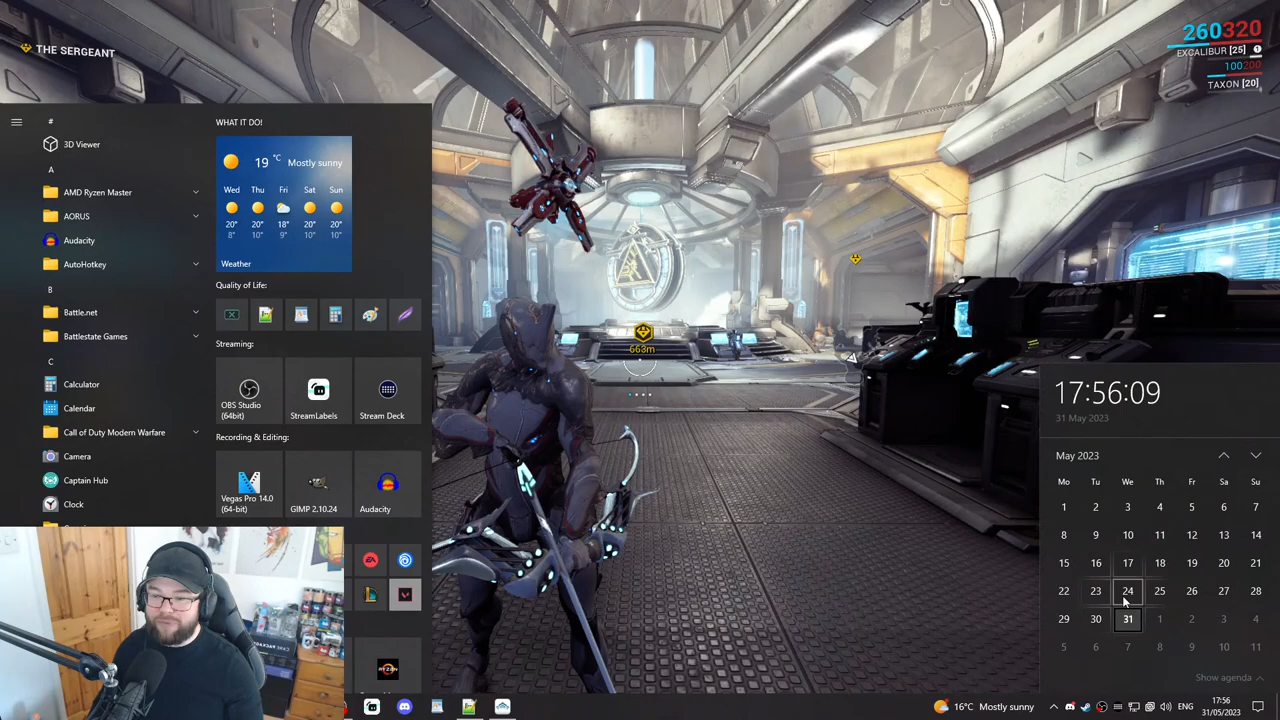 THE SERGEANT
260320
EXCALIBUR [25] 1
100200
TAXON [20]
663m
#
3D Viewer
A
AMD Ryzen Master
AORUS
Audacity
AutoHotkey
B
Battle.net
Battlestate Games
C
Calculator
Calendar
Call of Duty Modern Warfare
Camera
Captain Hub
Clock
WHAT IT DO!
19 °C Mostly sunny
Wed Thu Fri Sat Sun
20° 20° 18° 20° 20°
8° 10° 9° 10° 10°
Weather
Quality of Life:
Streaming:
OBS Studio
(64bit)
StreamLabels
Stream Deck
Recording & Editing:
Vegas Pro 14.0
(64-bit)
GIMP 2.10.24
Audacity
RYZEN
17:56:09
31 May 2023
May 2023
Mo Tu We Th Fr Sa Su
1 2 3 4 5 6 7
8 9 10 11 12 13 14
15 16 17 18 19 20 21
22 23 24 25 26 27 28
29 30 31 1 2 3 4
5 6 7 8 9 10 11
Show agenda
16°C Mostly sunny
ENG
17:56
31/05/2023